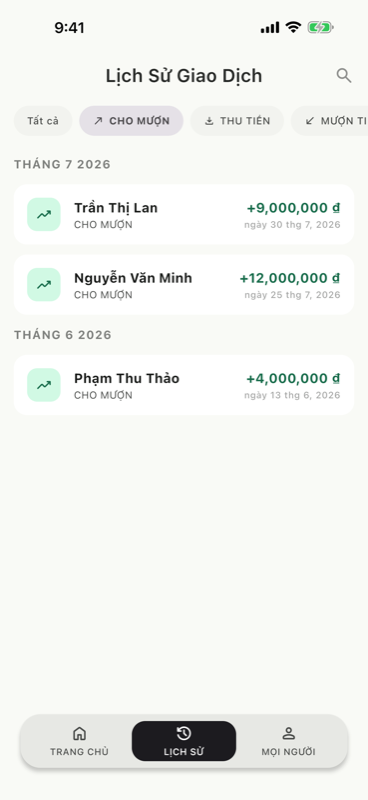 9:41
Lịch Sử Giao Dịch
Tất cả
CHO MƯỢN
THU TIỀN
MƯỢN TI
THÁNG 7 2026
Trần Thị Lan
+9,000,000 ₫
CHO MƯỢN
ngày 30 thg 7, 2026
Nguyễn Văn Minh
+12,000,000 ₫
CHO MƯỢN
ngày 25 thg 7, 2026
THÁNG 6 2026
Phạm Thu Thảo
+4,000,000 ₫
CHO MƯỢN
ngày 13 thg 6, 2026
TRANG CHỦ
LỊCH SỬ
MỌI NGƯỜI